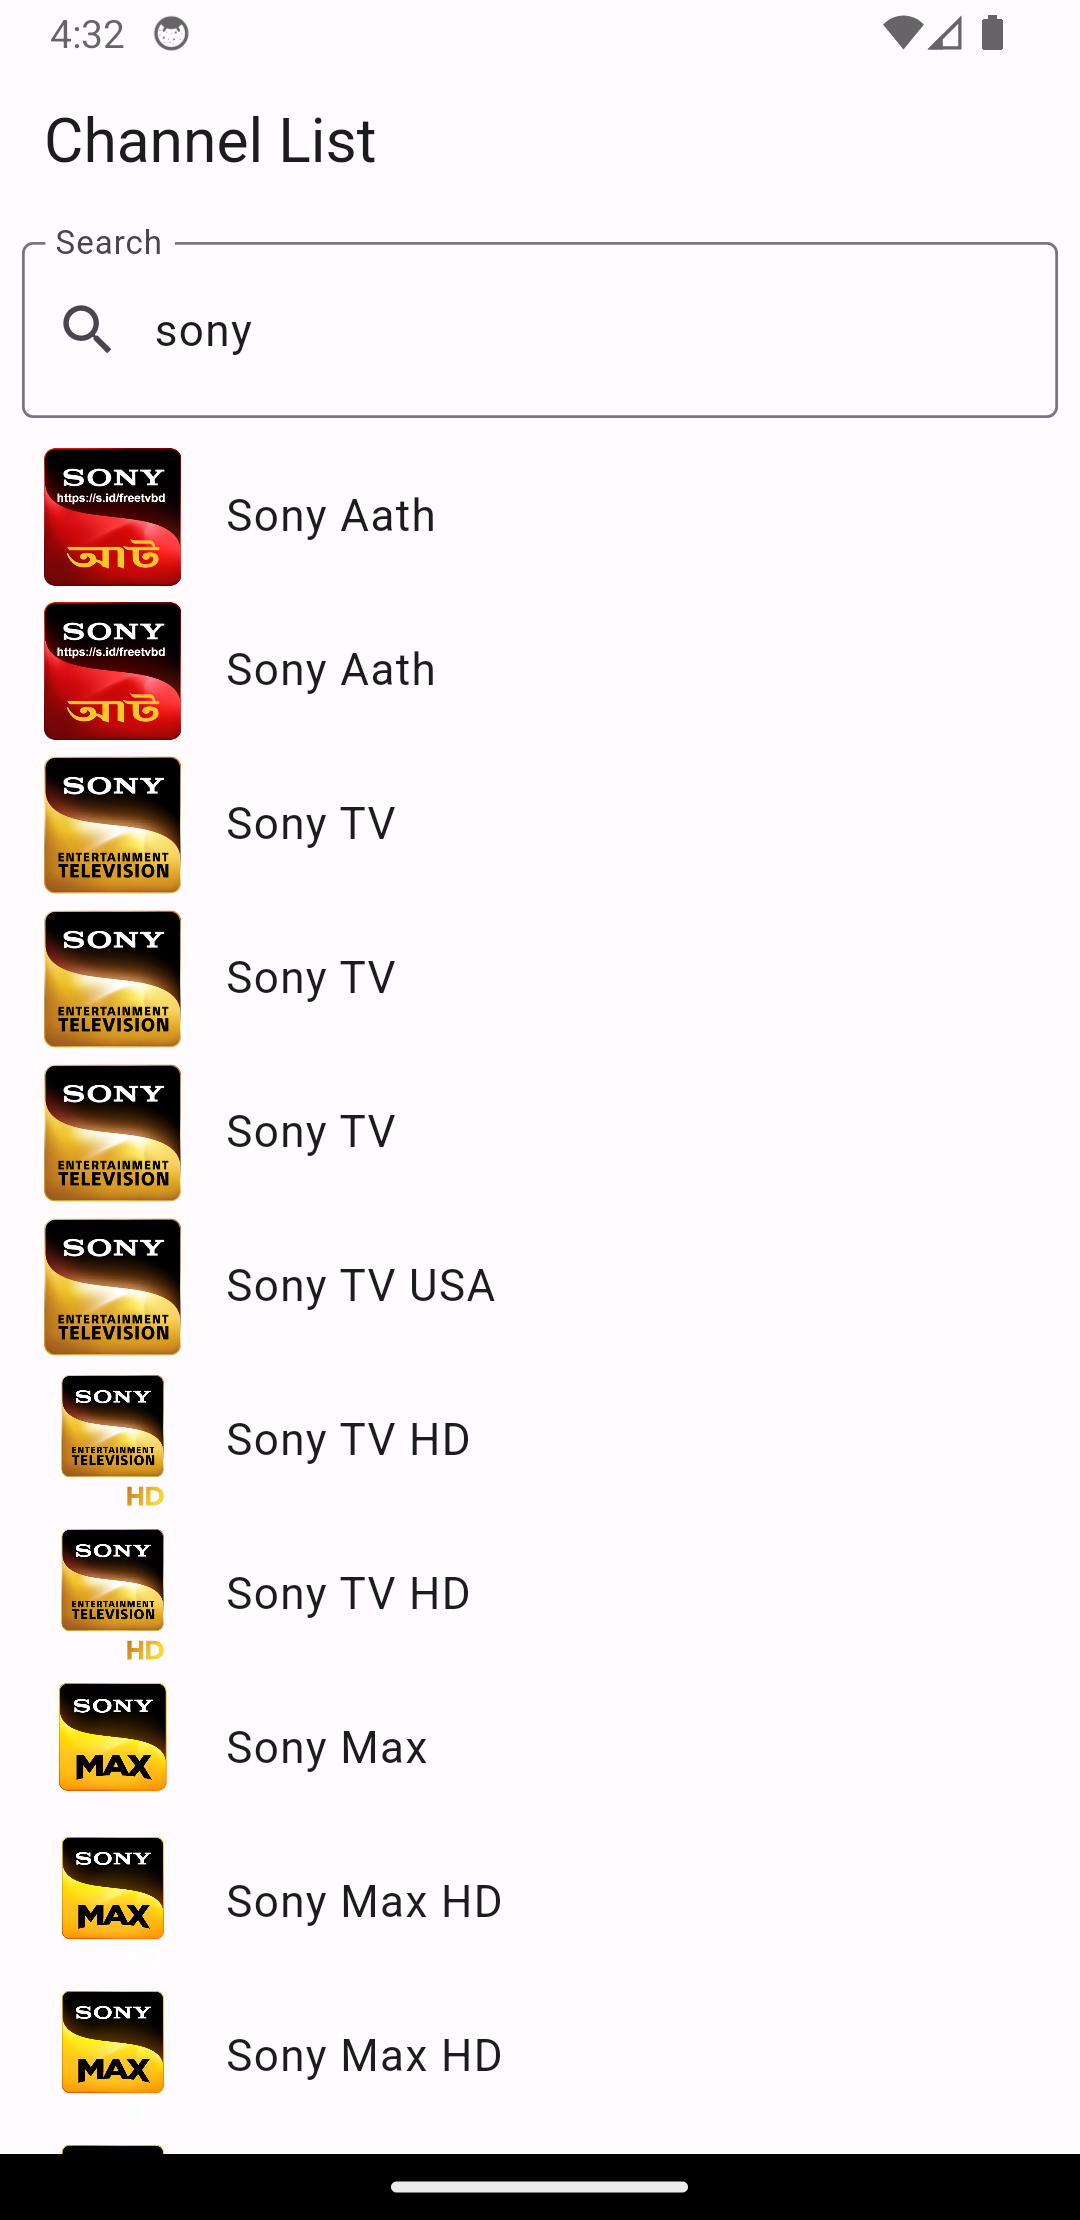 4:32
Channel List
Search
sony
SONY
https://s.id/freetvbd
আট
Sony Aath
SONY
https://s.id/freetvbd
আট
Sony Aath
SONY
ENTERTAINMENT
TELEVISION
Sony TV
SONY
ENTERTAINMENT
TELEVISION
Sony TV
SONY
ENTERTAINMENT
TELEVISION
Sony TV
SONY
ENTERTAINMENT
TELEVISION
Sony TV USA
SONY
ENTERTAINMENT
TELEVISION
HD
Sony TV HD
SONY
ENTERTAINMENT
TELEVISION
HD
Sony TV HD
SONY
MAX
Sony Max
SONY
MAX
Sony Max HD
SONY
MAX
Sony Max HD